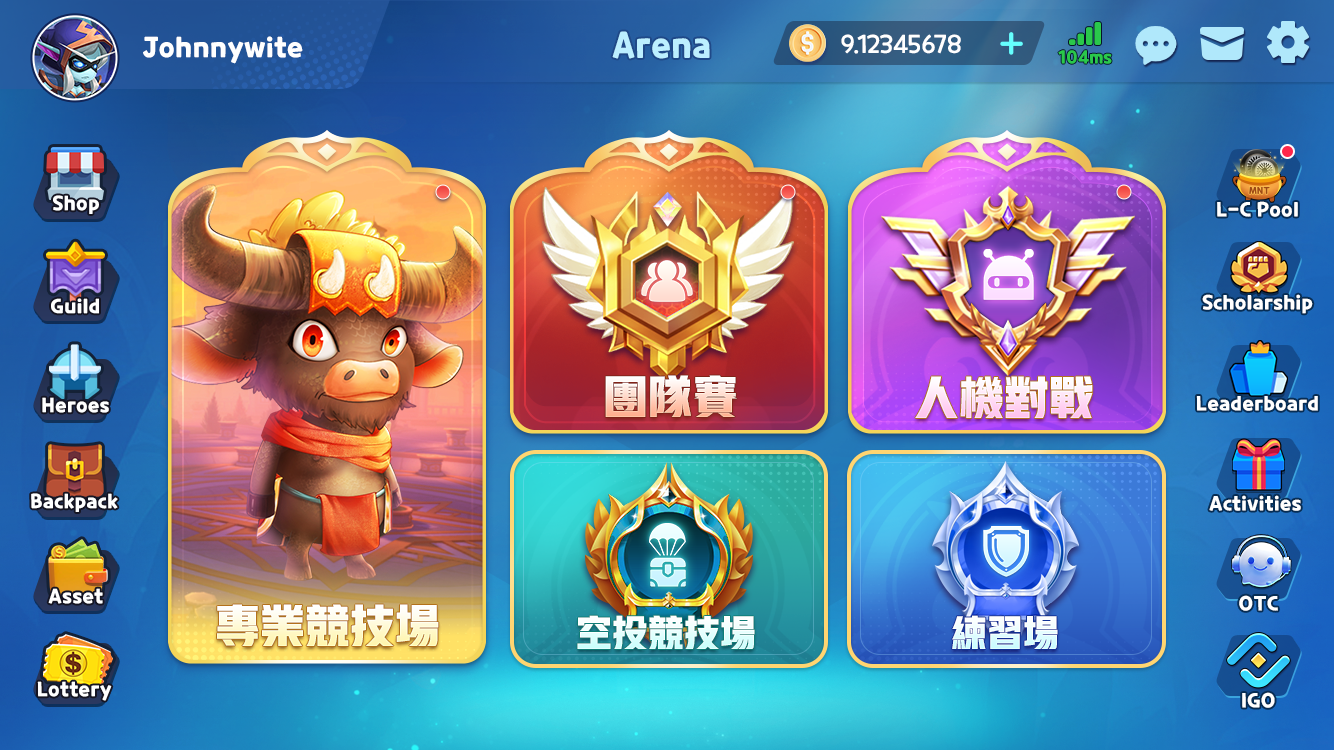 Johnnywite
Arena
$
9.12345678
+
104ms
Shop
Guild
Heroes
Backpack
$
Asset
$
Lottery
專業競技場
團隊賽
人機對戰
空投競技場
練習場
MNT
L-C Pool
Scholarship
Leaderboard
Activities
OTC
IGO